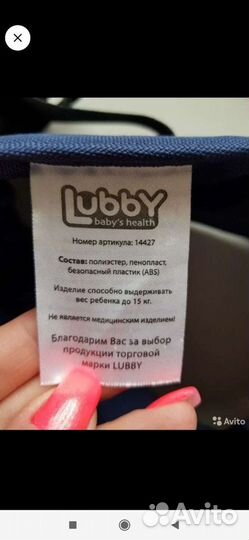 Lubby
baby's health
Номер артикула: 14427
Состав: полиэстер, пенопласт,
безопасный пластик (ABS)
Изделие способно выдерживать
вес ребенка до 15 кг.
Не является медицинским изделием!
Благодарим Вас за выбор
продукции торговой
марки LUBBY
Avito
Avito